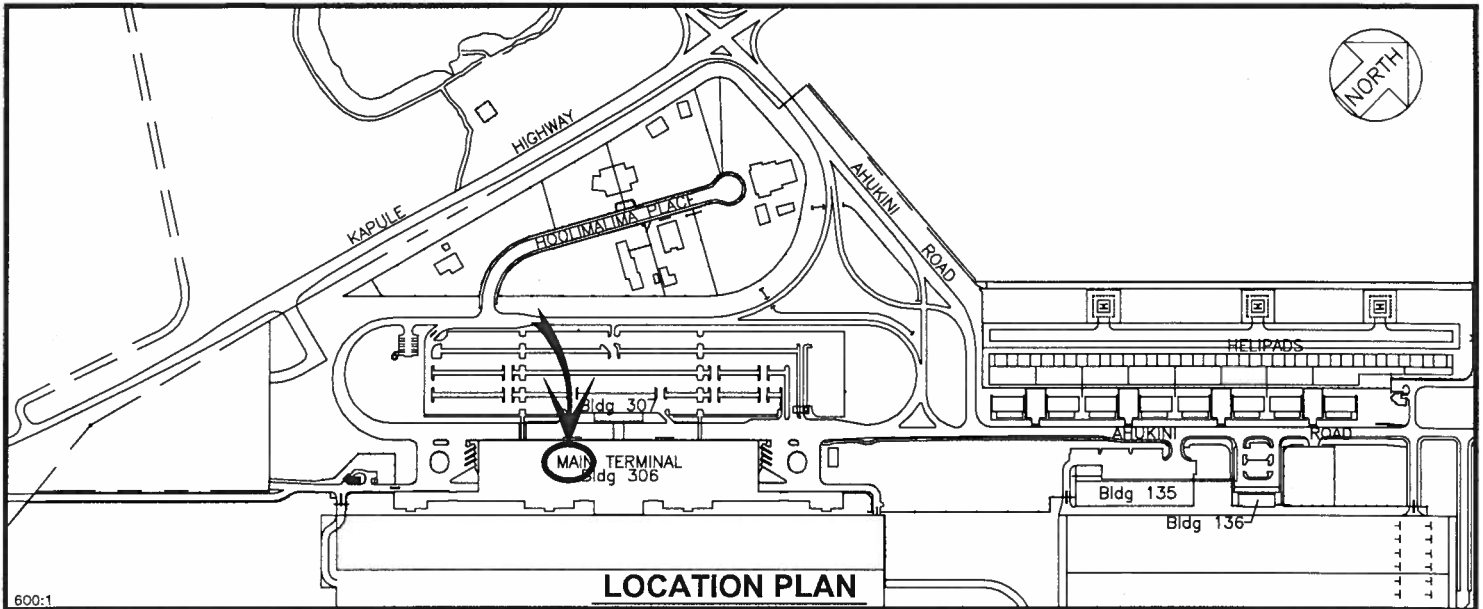 NORTH
HIGHWAY
KAPULE
HOOLIMALIMA PLACE
AHUKINI
ROAD
H
H
H
HELIPADS
Bldg 307
AHUKINI ROAD
MAIN TERMINAL
Bldg 306
Bldg 135
Bldg 136
LOCATION PLAN
600:1